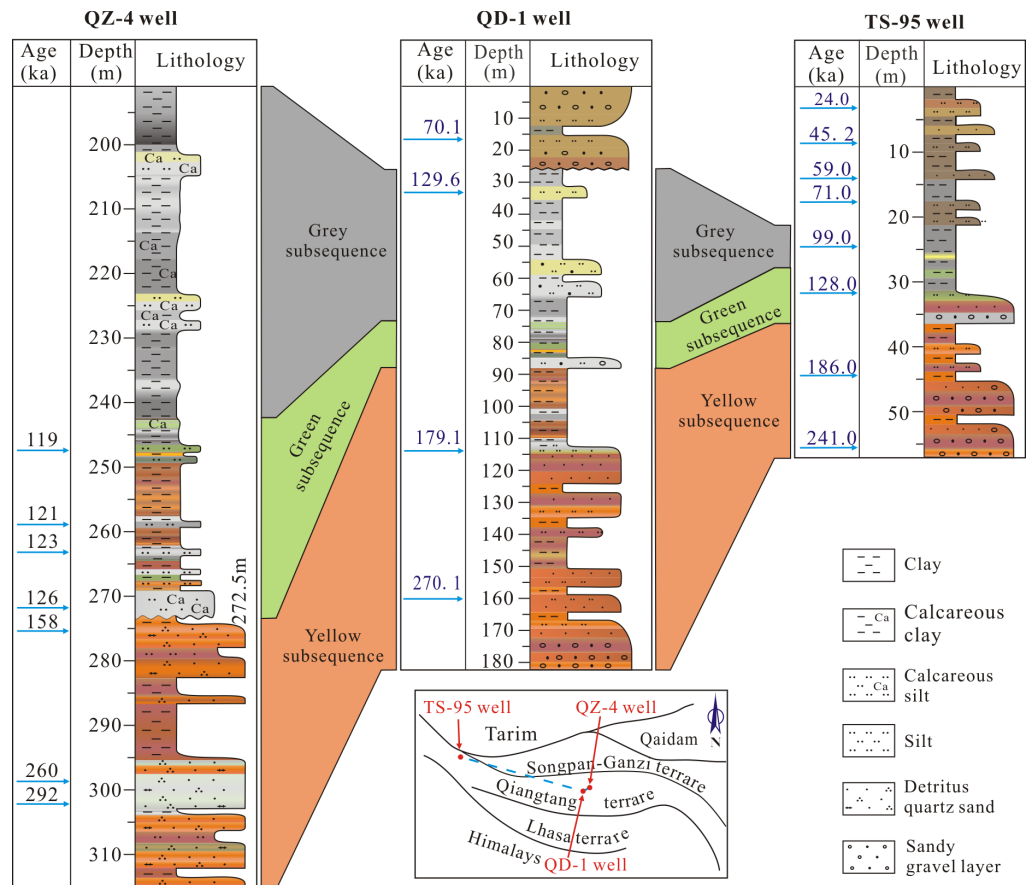 QZ-4 well
QD-1 well
TS-95 well
Age
(ka)
Depth
(m)
Lithology
Age
(ka)
Depth
(m)
Lithology
Age
(ka)
Depth
(m)
Lithology
119
121
123
126
158
260
292
200
210
220
230
240
250
260
270
280
290
300
310
Ca
Ca
Ca
Ca
Ca
Ca
Ca
Ca
Ca
Ca
272.5m
Grey
subsequence
Green
subsequence
Yellow
subsequence
70.1
129.6
179.1
270.1
10
20
30
40
50
60
70
80
90
100
110
120
130
140
150
160
170
180
Grey
subsequence
Green
subsequence
Yellow
subsequence
24.0
45.2
59.0
71.0
99.0
128.0
186.0
241.0
10
20
30
40
50
TS-95 well
QZ-4 well
Tarim
Qaidam
N
Songpan-Ganzi terrare
Qiangtang terrare
Lhasa terrare
Himalays
QD-1 well
Clay
Ca
Calcareous
clay
Ca
Calcareous
silt
Silt
Detritus
quartz sand
Sandy
gravel layer